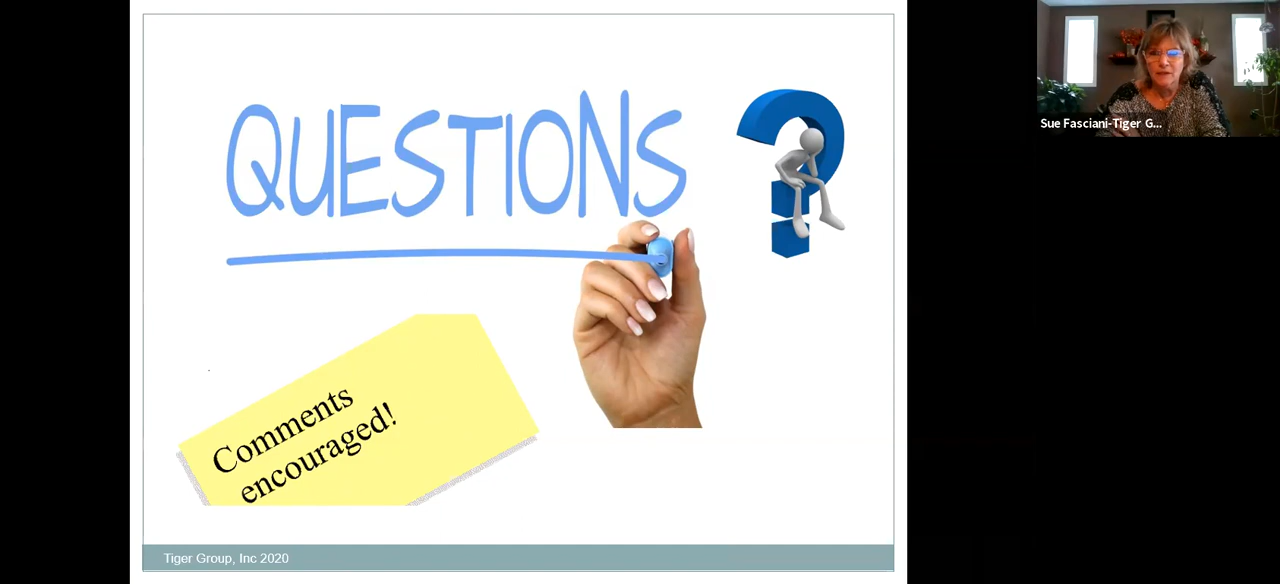 QUESTIONS
Sue Fasciani-Tiger G...
Comments
encouraged!
Tiger Group, Inc 2020